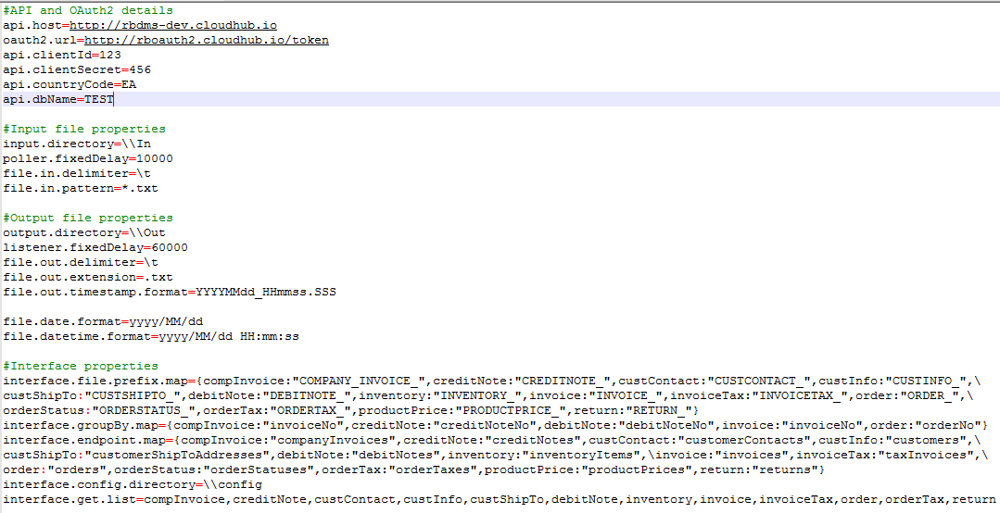 #API and OAuth2 details
api.host=http://rbdms-dev.cloudhub.io
oauth2.url=http://rboauth2.cloudhub.io/token
api.clientId=123
api.clientSecret=456
api.countryCode=EA
api.dbName=TEST
#Input file properties
input.directory=\\In
poller.fixedDelay=10000
file.in.delimiter=\t
file.in.pattern=*.txt
#Output file properties
output.directory=\\Out
listener.fixedDelay=60000
file.out.delimiter=\t
file.out.extension=.txt
file.out.timestamp.format=YYYYMMdd_HHmmss.SSS
file.date.format=yyyy/MM/dd
file.datetime.format=yyyy/MM/dd HH:mm:ss
#Interface properties
interface.file.prefix.map={compInvoice:"COMPANY_INVOICE_",creditNote:"CREDITNOTE_",custContact:"CUSTCONTACT_",custInfo:"CUSTINFO_",\
custShipTo:"CUSTSHIPTO_",debitNote:"DEBITNOTE_",inventory:"INVENTORY_",invoice:"INVOICE_",invoiceTax:"INVOICETAX_",order:"ORDER_",\
orderStatus:"ORDERSTATUS_",orderTax:"ORDERTAX_",productPrice:"PRODUCTPRICE_",return:"RETURN_"}
interface.groupBy.map={compInvoice:"invoiceNo",creditNote:"creditNoteNo",debitNote:"debitNoteNo",invoice:"invoiceNo",order:"orderNo"}
interface.endpoint.map={compInvoice:"companyInvoices",creditNote:"creditNotes",custContact:"customerContacts",custInfo:"customers",\
custShipTo:"customerShipToAddresses",debitNote:"debitNotes",inventory:"inventoryItems",\invoice:"invoices",invoiceTax:"taxInvoices",\
order:"orders",orderStatus:"orderStatuses",orderTax:"orderTaxes",productPrice:"productPrices",return:"returns"}
interface.config.directory=\\config
interface.get.list=compInvoice,creditNote,custContact,custInfo,custShipTo,debitNote,inventory,invoice,invoiceTax,order,orderTax,return